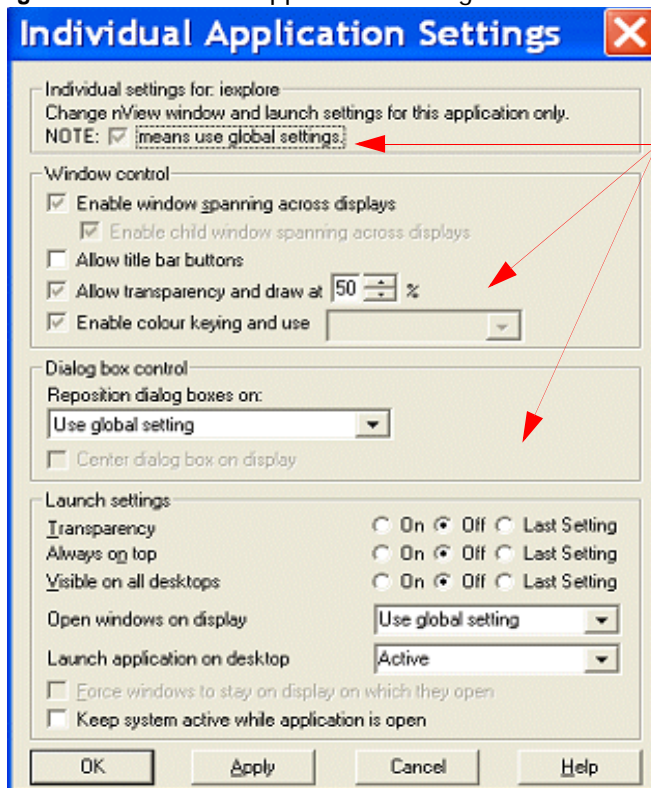 Individual Application Settings
Individual settings for: iexplore
Change nView window and launch settings for this application only.
NOTE: means use global settings.
Window control
Enable window spanning across displays
Enable child window spanning across displays
Allow title bar buttons
Allow transparency and draw at 50 %
Enable colour keying and use
Dialog box control
Reposition dialog boxes on:
Use global setting
Center dialog box on display
Launch settings
Transparency On Off Last Setting
Always on top On Off Last Setting
Visible on all desktops On Off Last Setting
Open windows on display Use global setting
Launch application on desktop Active
Force windows to stay on display on which they open
Keep system active while application is open
OK Apply Cancel Help